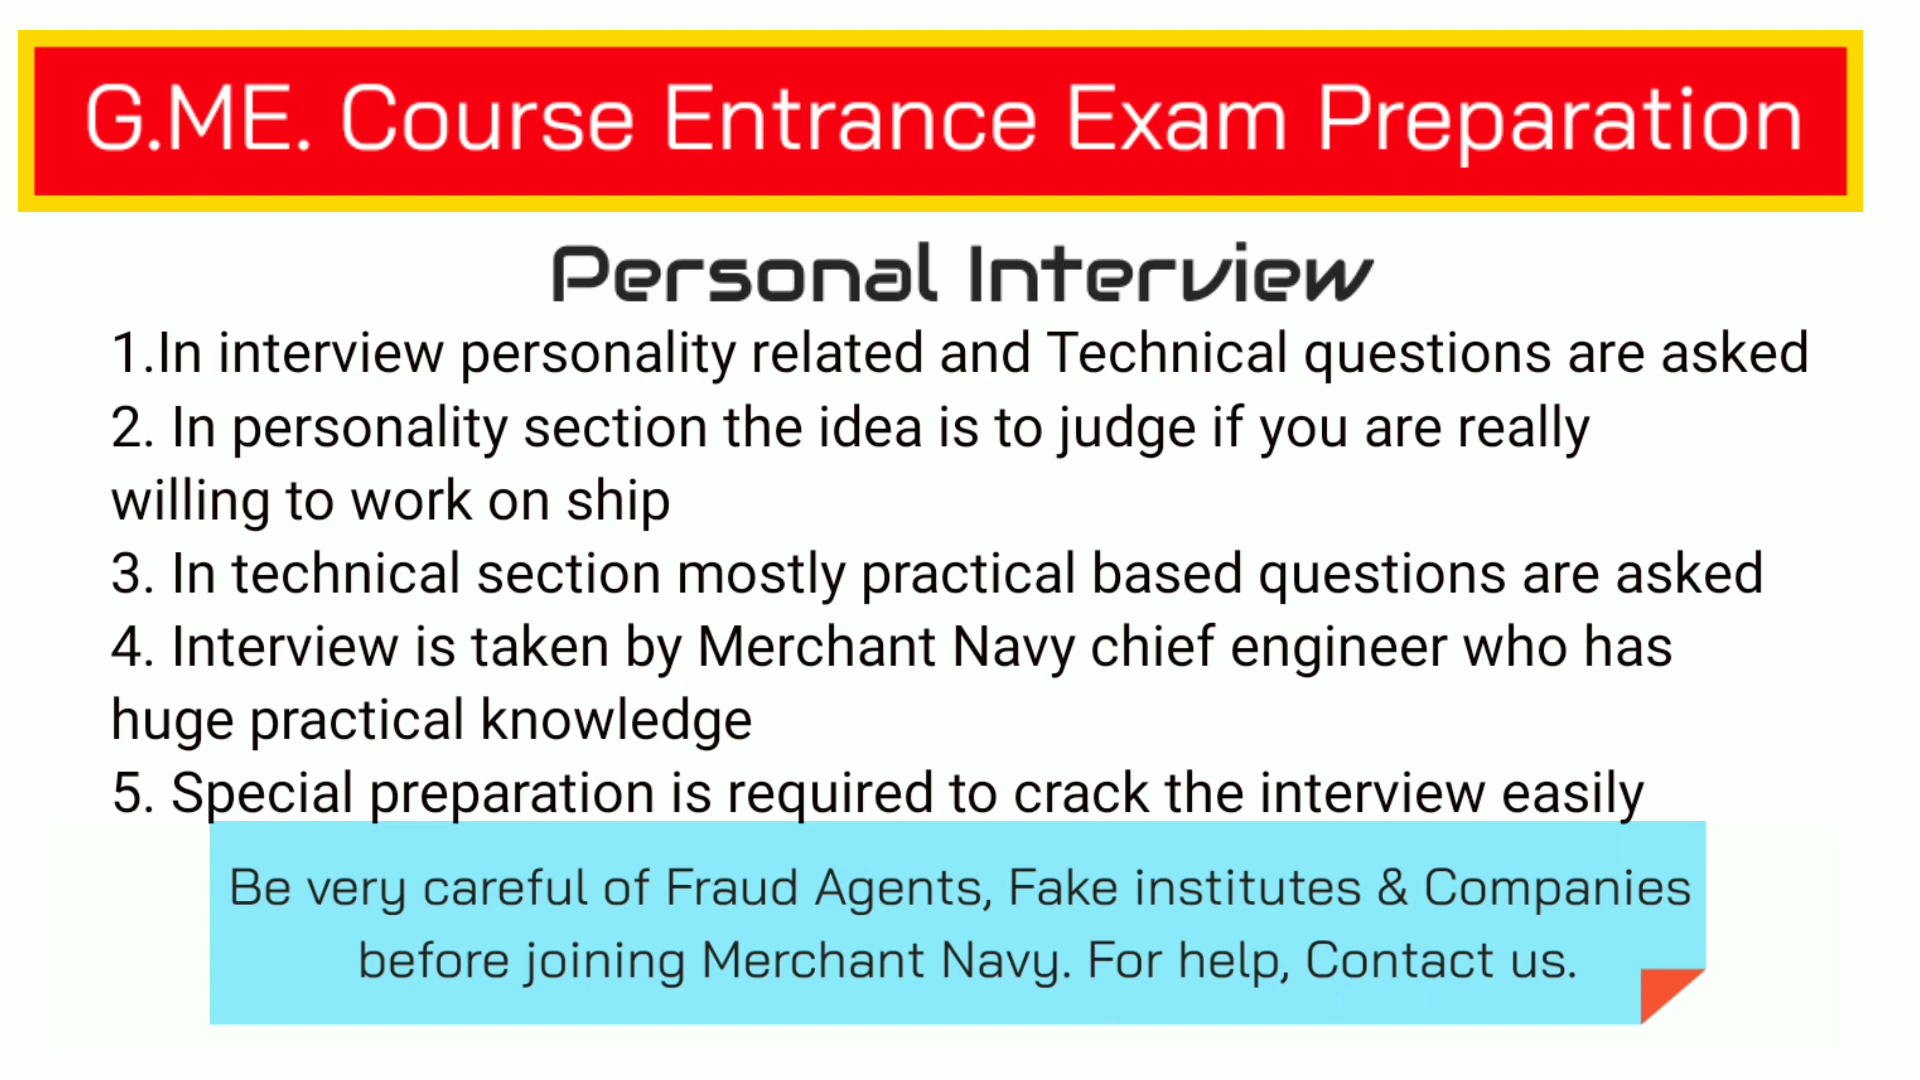 G.ME. Course Entrance Exam Preparation
Personal Interview
1.In interview personality related and Technical questions are asked
2. In personality section the idea is to judge if you are really
willing to work on ship
3. In technical section mostly practical based questions are asked
4. Interview is taken by Merchant Navy chief engineer who has
huge practical knowledge
5. Special preparation is required to crack the interview easily
Be very careful of Fraud Agents, Fake institutes & Companies
before joining Merchant Navy. For help, Contact us.